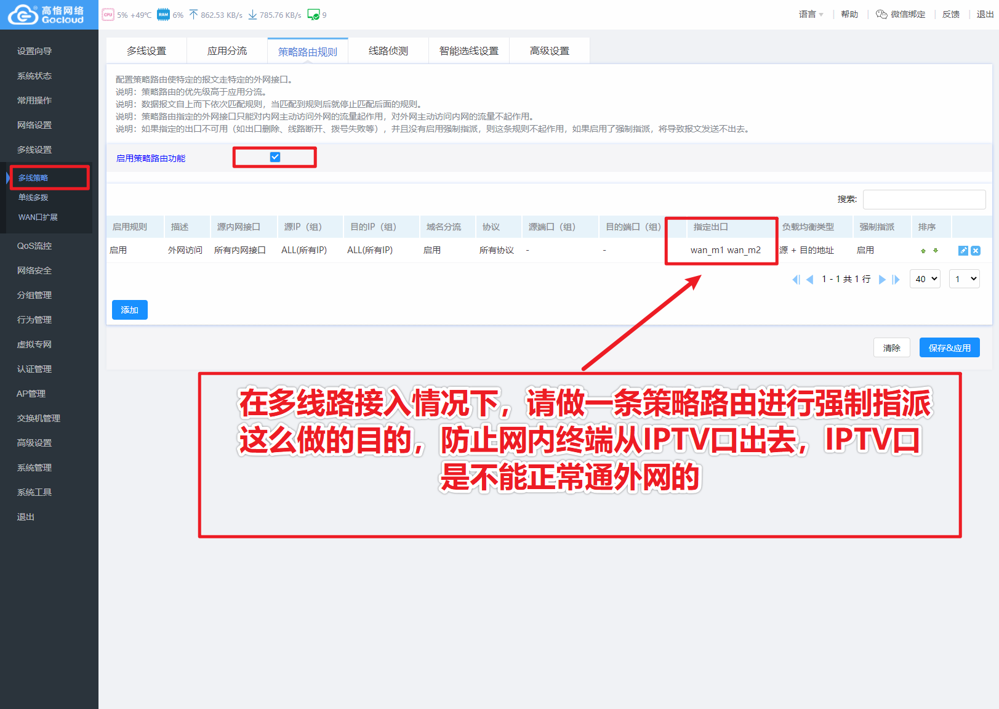 高恪网络
Gocloud
CPU 5% +49℃ RAM 6% 862.53 KB/s 785.76 KB/s 9
语言 帮助 微信绑定 反馈 退出
设置向导
系统状态
常用操作
网络设置
多线设置
多线策略
单线多拨
WAN口扩展
QoS流控
网络安全
分组管理
行为管理
虚拟专网
认证管理
AP管理
交换机管理
高级设置
系统管理
系统工具
退出
多线设置 应用分流 策略路由规则 线路侦测 智能选线设置 高级设置
配置策略路由使特定的报文走特定的外网接口。
说明：策略路由的优先级高于应用分流。
说明：数据报文自上而下依次匹配规则，当匹配到规则后就停止匹配后面的规则。
说明：策略路由指定的外网接口只能对内网主动访问外网的流量起作用，对外网主动访问内网的流量不起作用。
说明：如果指定的出口不可用（如出口删除、线路断开、拨号失败等），并且没有启用强制指派，则这条规则不起作用，如果启用了强制指派，将导致报文发送不出去。
启用策略路由功能
搜索:
启用规则 描述 源内网接口 源IP（组） 目的IP（组） 域名分流 协议 源端口（组） 目的端口（组） 指定出口 负载均衡类型 强制指派 排序
启用 外网访问 所有内网接口 ALL(所有IP) ALL(所有IP) 启用 所有协议 - - wan_m1 wan_m2 源 + 目的地址 启用
1 - 1 共 1 行 40 1
添加
清除 保存&应用
在多线路接入情况下，请做一条策略路由进行强制指派
这么做的目的，防止网内终端从IPTV口出去，IPTV口
是不能正常通外网的